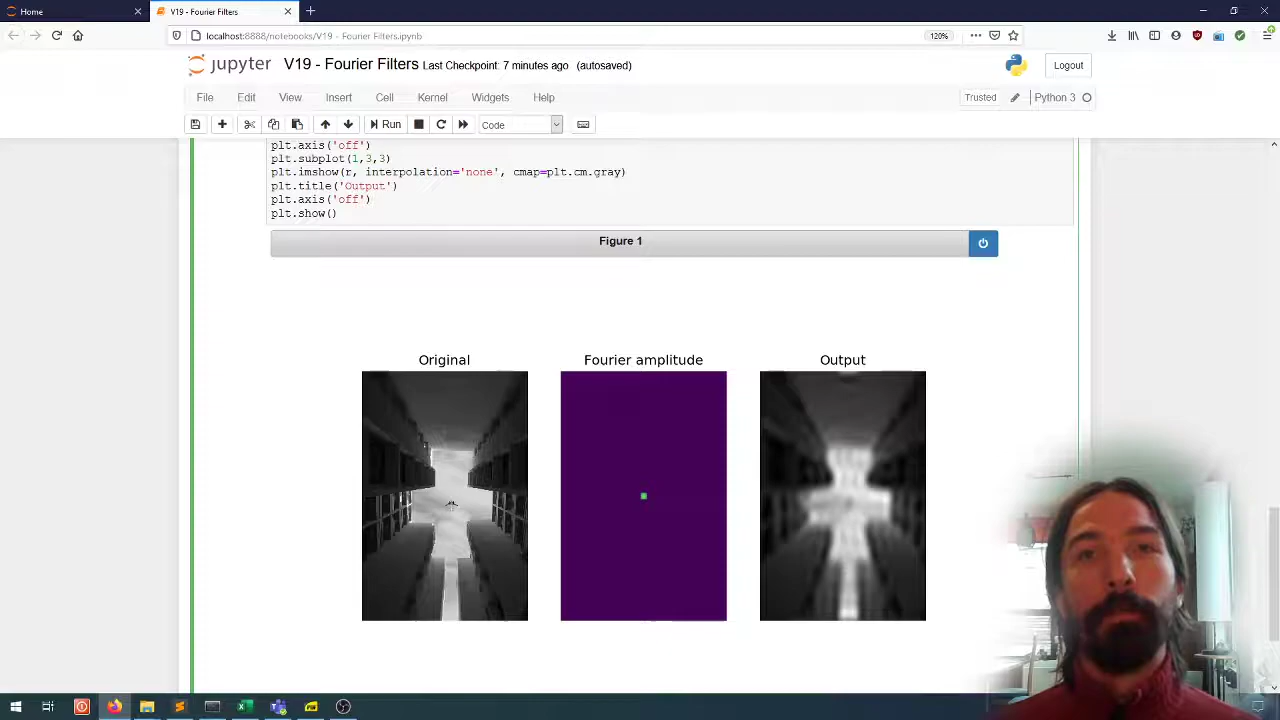 Home
V19 - Fourier Filters
localhost:8888/notebooks/V19 - Fourier Filters.ipynb
120%
jupyter V19 - Fourier Filters Last Checkpoint: 7 minutes ago (autosaved)
Logout
File Edit View Insert Cell Kernel Widgets Help
Trusted Python 3
Run
Code
plt.axis('off')
plt.subplot(1,3,3)
plt.imshow(r, interpolation='none', cmap=plt.cm.gray)
plt.title('Output')
plt.axis('off')
plt.show()
Figure 1
Original Fourier amplitude Output